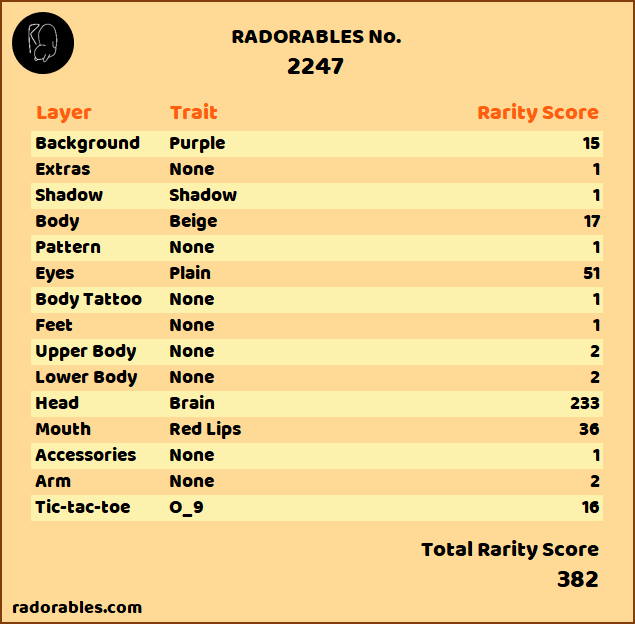 RADORABLES No.
2247
Layer Trait Rarity Score
Background Purple 15
Extras None 1
Shadow Shadow 1
Body Beige 17
Pattern None 1
Eyes Plain 51
Body Tattoo None 1
Feet None 1
Upper Body None 2
Lower Body None 2
Head Brain 233
Mouth Red Lips 36
Accessories None 1
Arm None 2
Tic-tac-toe O_9 16
Total Rarity Score
382
radorables.com